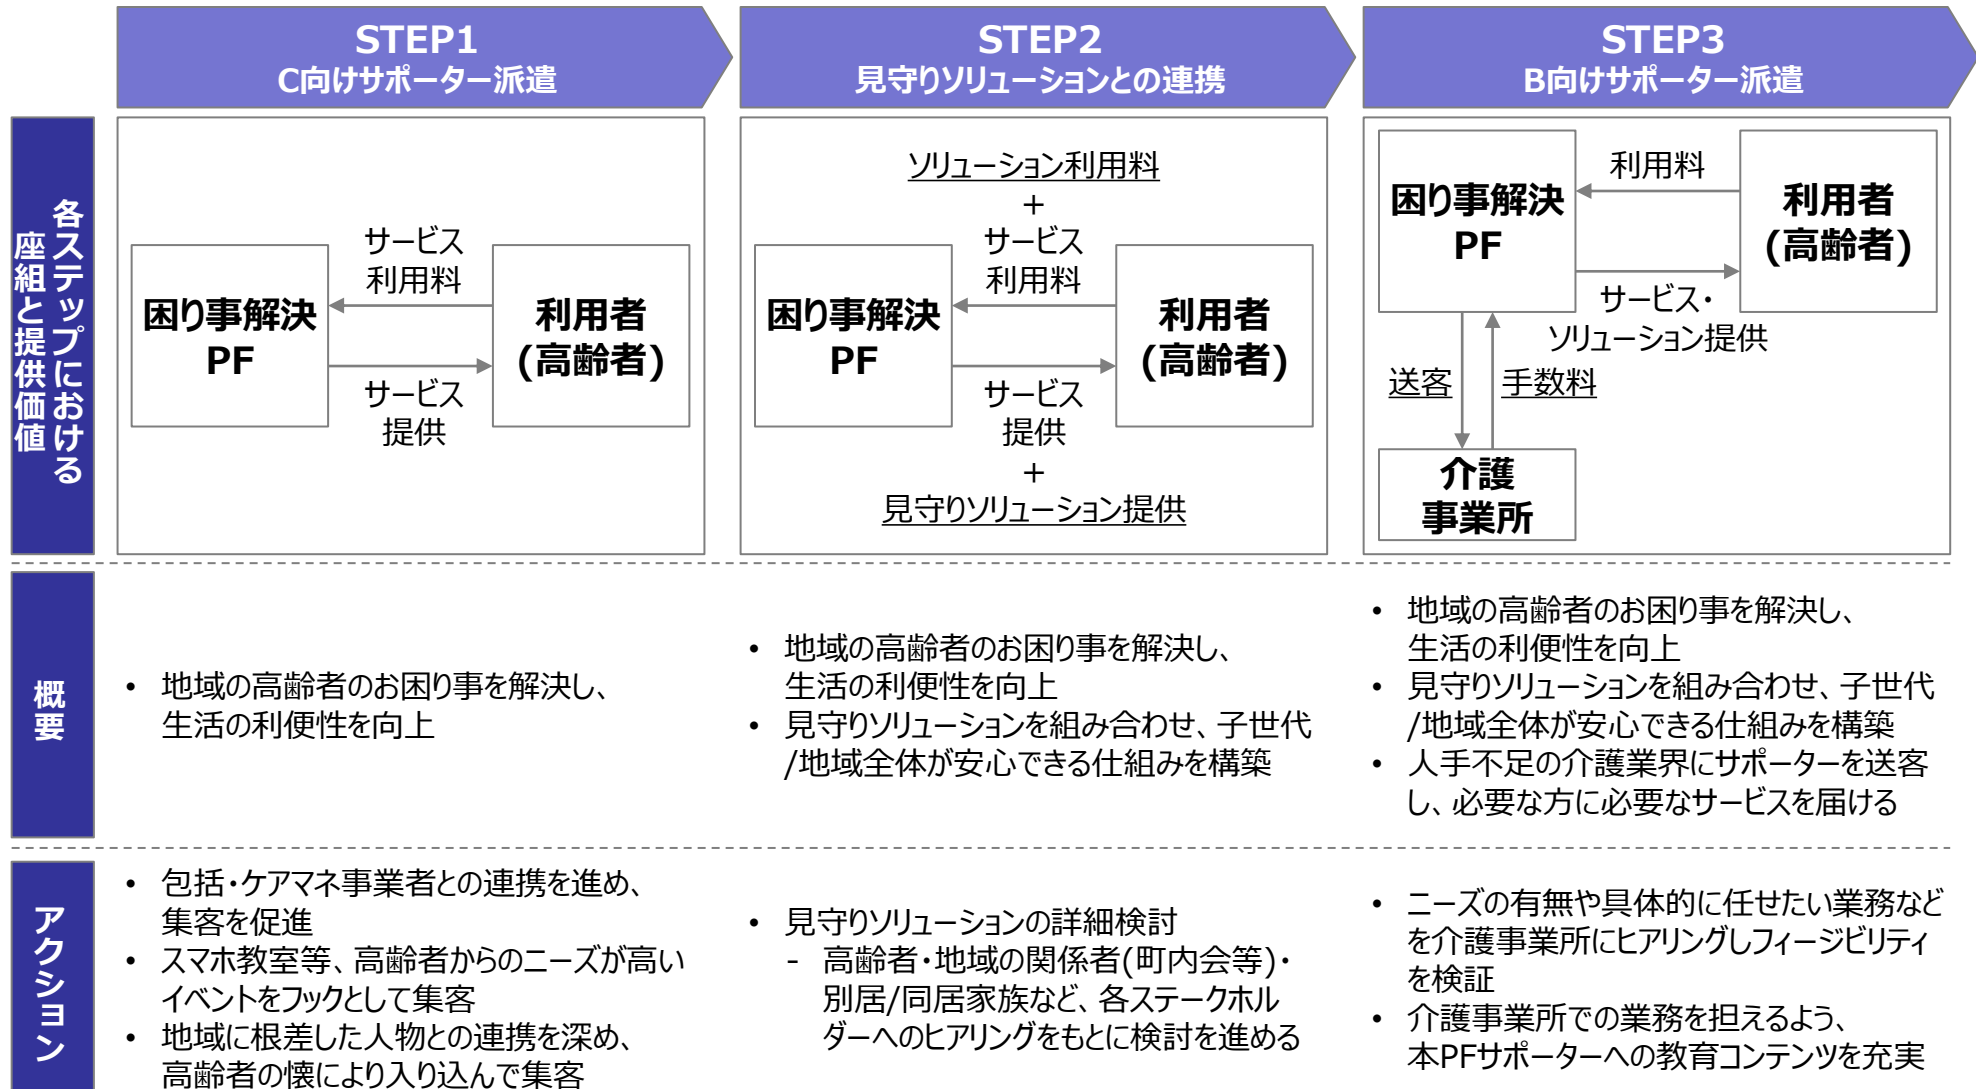 STEP1
C向けサポーター派遣
STEP2
見守りソリューションとの連携
STEP3
B向けサポーター派遣
各ステップにおける
座組と提供価値
サービス
利用料
困り事解決
PF
利用者
(高齢者)
サービス
提供
ソリューション利用料
+
サービス
利用料
困り事解決
PF
利用者
(高齢者)
サービス
提供
+
見守りソリューション提供
困り事解決
PF
利用料
利用者
(高齢者)
サービス・
ソリューション提供
送客
手数料
介護
事業所
概要
• 地域の高齢者のお困り事を解決し、
生活の利便性を向上
• 地域の高齢者のお困り事を解決し、
生活の利便性を向上
• 見守りソリューションを組み合わせ、子世代
/地域全体が安心できる仕組みを構築
• 地域の高齢者のお困り事を解決し、
生活の利便性を向上
• 見守りソリューションを組み合わせ、子世代
/地域全体が安心できる仕組みを構築
• 人手不足の介護業界にサポーターを送客
し、必要な方に必要なサービスを届ける
アクション
• 包括・ケアマネ事業者との連携を進め、
集客を促進
• スマホ教室等、高齢者からのニーズが高い
イベントをフックとして集客
• 地域に根差した人物との連携を深め、
高齢者の懐により入り込んで集客
• 見守りソリューションの詳細検討
- 高齢者・地域の関係者(町内会等)・
別居/同居家族など、各ステークホル
ダーへのヒアリングをもとに検討を進める
• ニーズの有無や具体的に任せたい業務など
を介護事業所にヒアリングしフィージビリティ
を検証
• 介護事業所での業務を担えるよう、
本PFサポーターへの教育コンテンツを充実